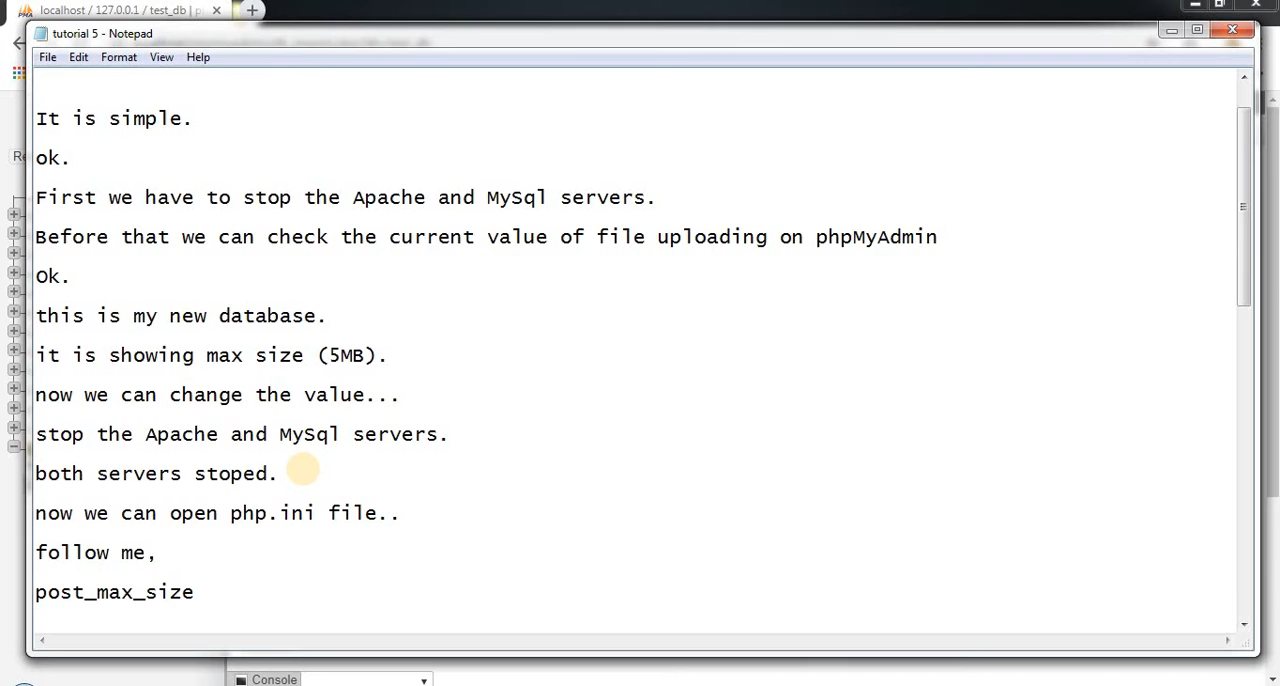 localhost / 127.0.0.1 / test_db | p
tutorial 5 - Notepad
File Edit Format View Help
It is simple.
ok.
First we have to stop the Apache and MySql servers.
Before that we can check the current value of file uploading on phpMyAdmin
Ok.
this is my new database.
it is showing max size (5MB).
now we can change the value...
stop the Apache and MySql servers.
both servers stoped.
now we can open php.ini file..
follow me,
post_max_size
Console